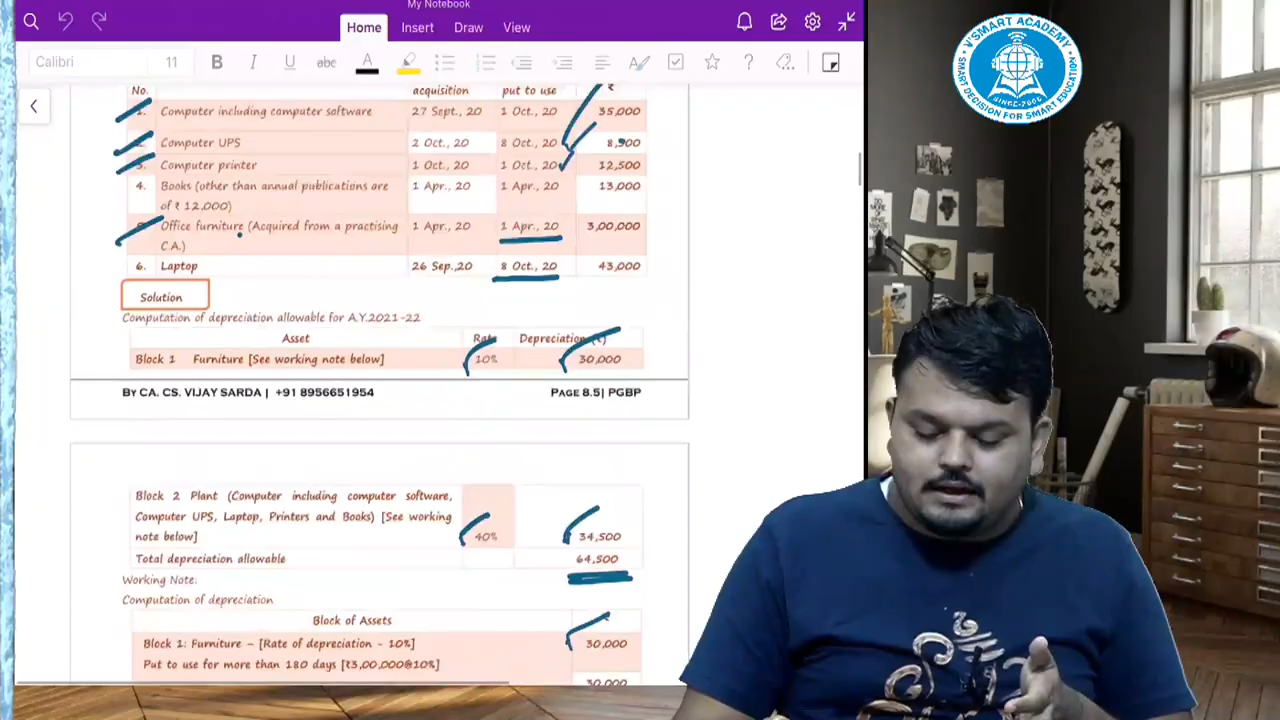 My Notebook
Home Insert Draw View
Calibri 11 B I U abc A
No. acquisition put to use ₹
1. Computer including computer software 27 Sept., 20 1 Oct., 20 35,000
2. Computer UPS 2 Oct., 20 8 Oct., 20 8,500
3. Computer printer 1 Oct., 20 1 Oct., 20 12,500
4. Books (other than annual publications are 1 Apr., 20 1 Apr., 20 13,000
of ₹ 12,000)
Office furniture (Acquired from a practising 1 Apr., 20 1 Apr., 20 3,00,000
C.A.)
6. Laptop 26 Sep.,20 8 Oct., 20 43,000
Solution
Computation of depreciation allowable for A.Y.2021-22
Asset Rate Depreciation (₹)
Block 1 Furniture [See working note below] 10% 30,000
BY CA. CS. VIJAY SARDA | +91 8956651954 PAGE 8.5| PGBP
Block 2 Plant (Computer including computer software,
Computer UPS, Laptop, Printers and Books) [See working
note below] 40% 34,500
Total depreciation allowable 64,500
Working Note:
Computation of depreciation
Block of Assets
Block 1: Furniture – [Rate of depreciation - 10%] 30,000
Put to use for more than 180 days [₹3,00,000@10%]
30,000
V'SMART ACADEMY
SINCE-2006
SMART DECISION FOR SMART EDUCATION